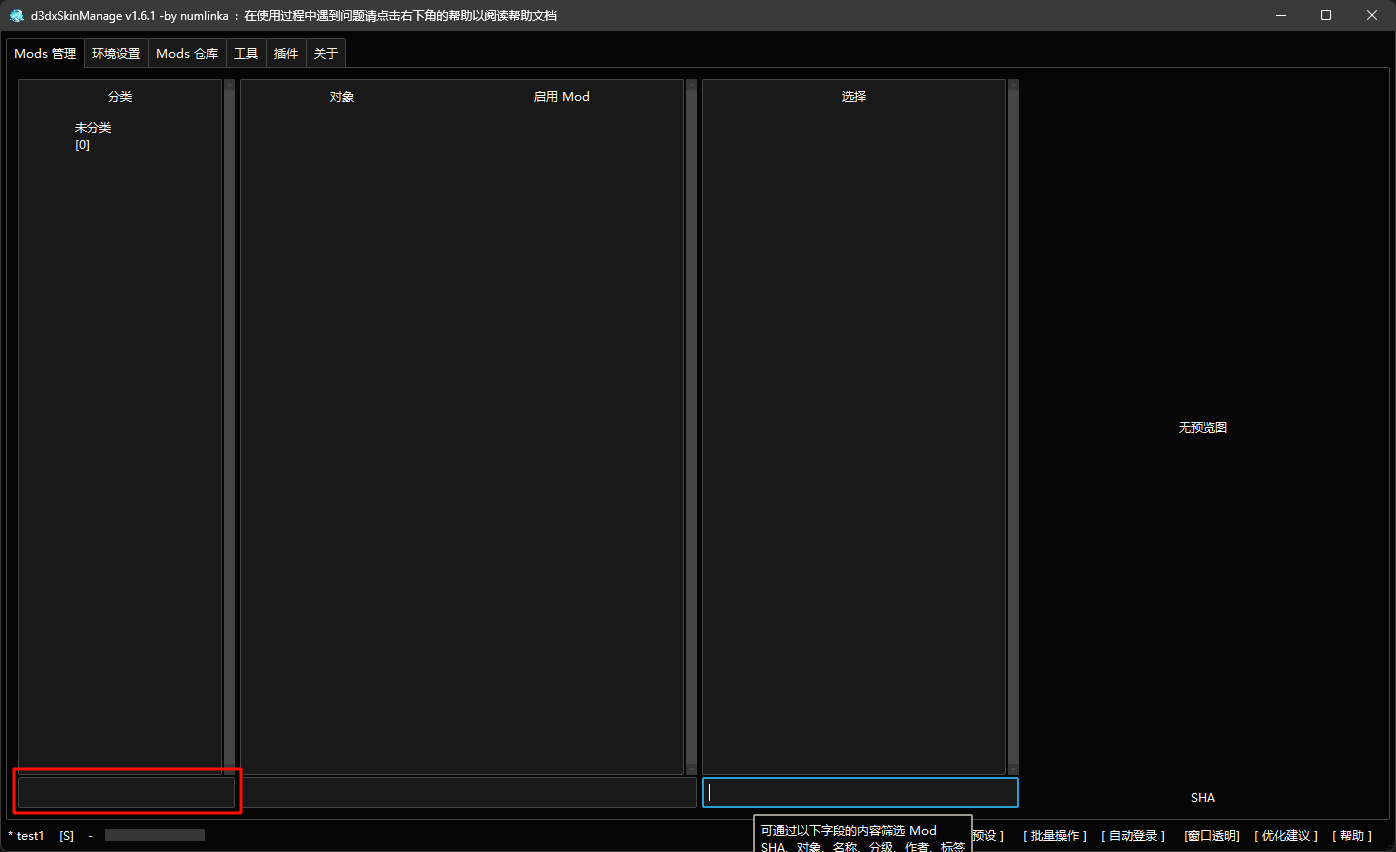 d3dxSkinManage v1.6.1 -by numlinka ：在使用过程中遇到问题请点击右下角的帮助以阅读帮助文档
Mods 管理 环境设置 Mods 仓库 工具 插件 关于
分类 对象 启用 Mod 选择
未分类
[0]
无预览图
SHA
* test1 [S] - 预设 ] [ 批量操作 ] [ 自动登录 ] [窗口透明] [ 优化建议 ] [ 帮助 ]
可通过以下字段的内容筛选 Mod
SHA、对象、名称、分级、作者、标签